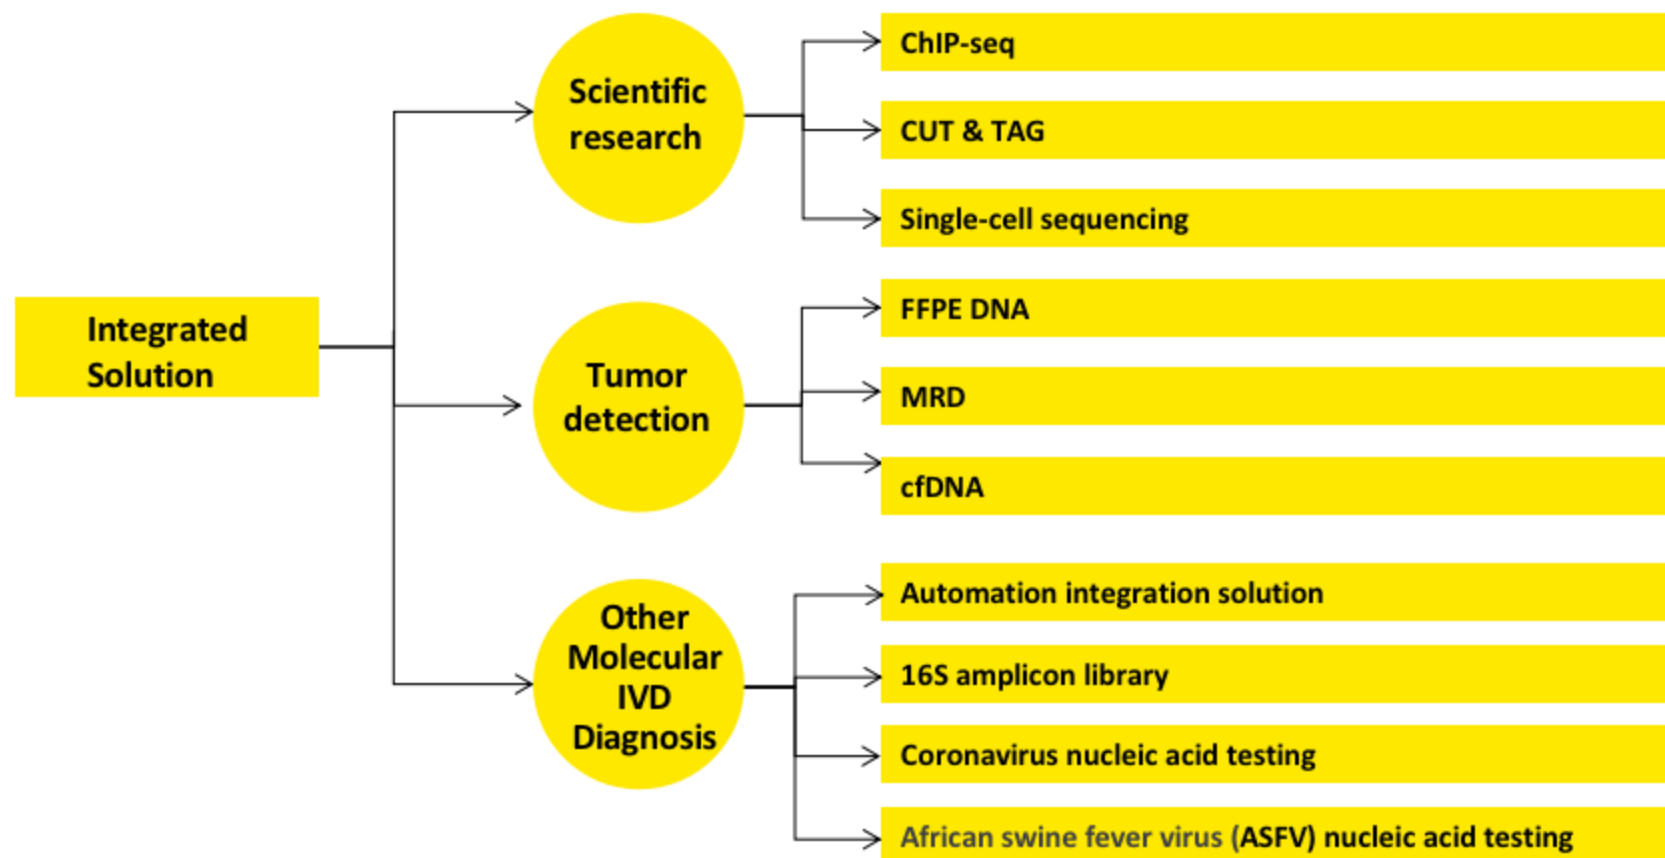 Integrated
Solution
Scientific
research
ChIP-seq
CUT & TAG
Single-cell sequencing
Tumor
detection
FFPE DNA
MRD
cfDNA
Other
Molecular
IVD
Diagnosis
Automation integration solution
16S amplicon library
Coronavirus nucleic acid testing
African swine fever virus (ASFV) nucleic acid testing